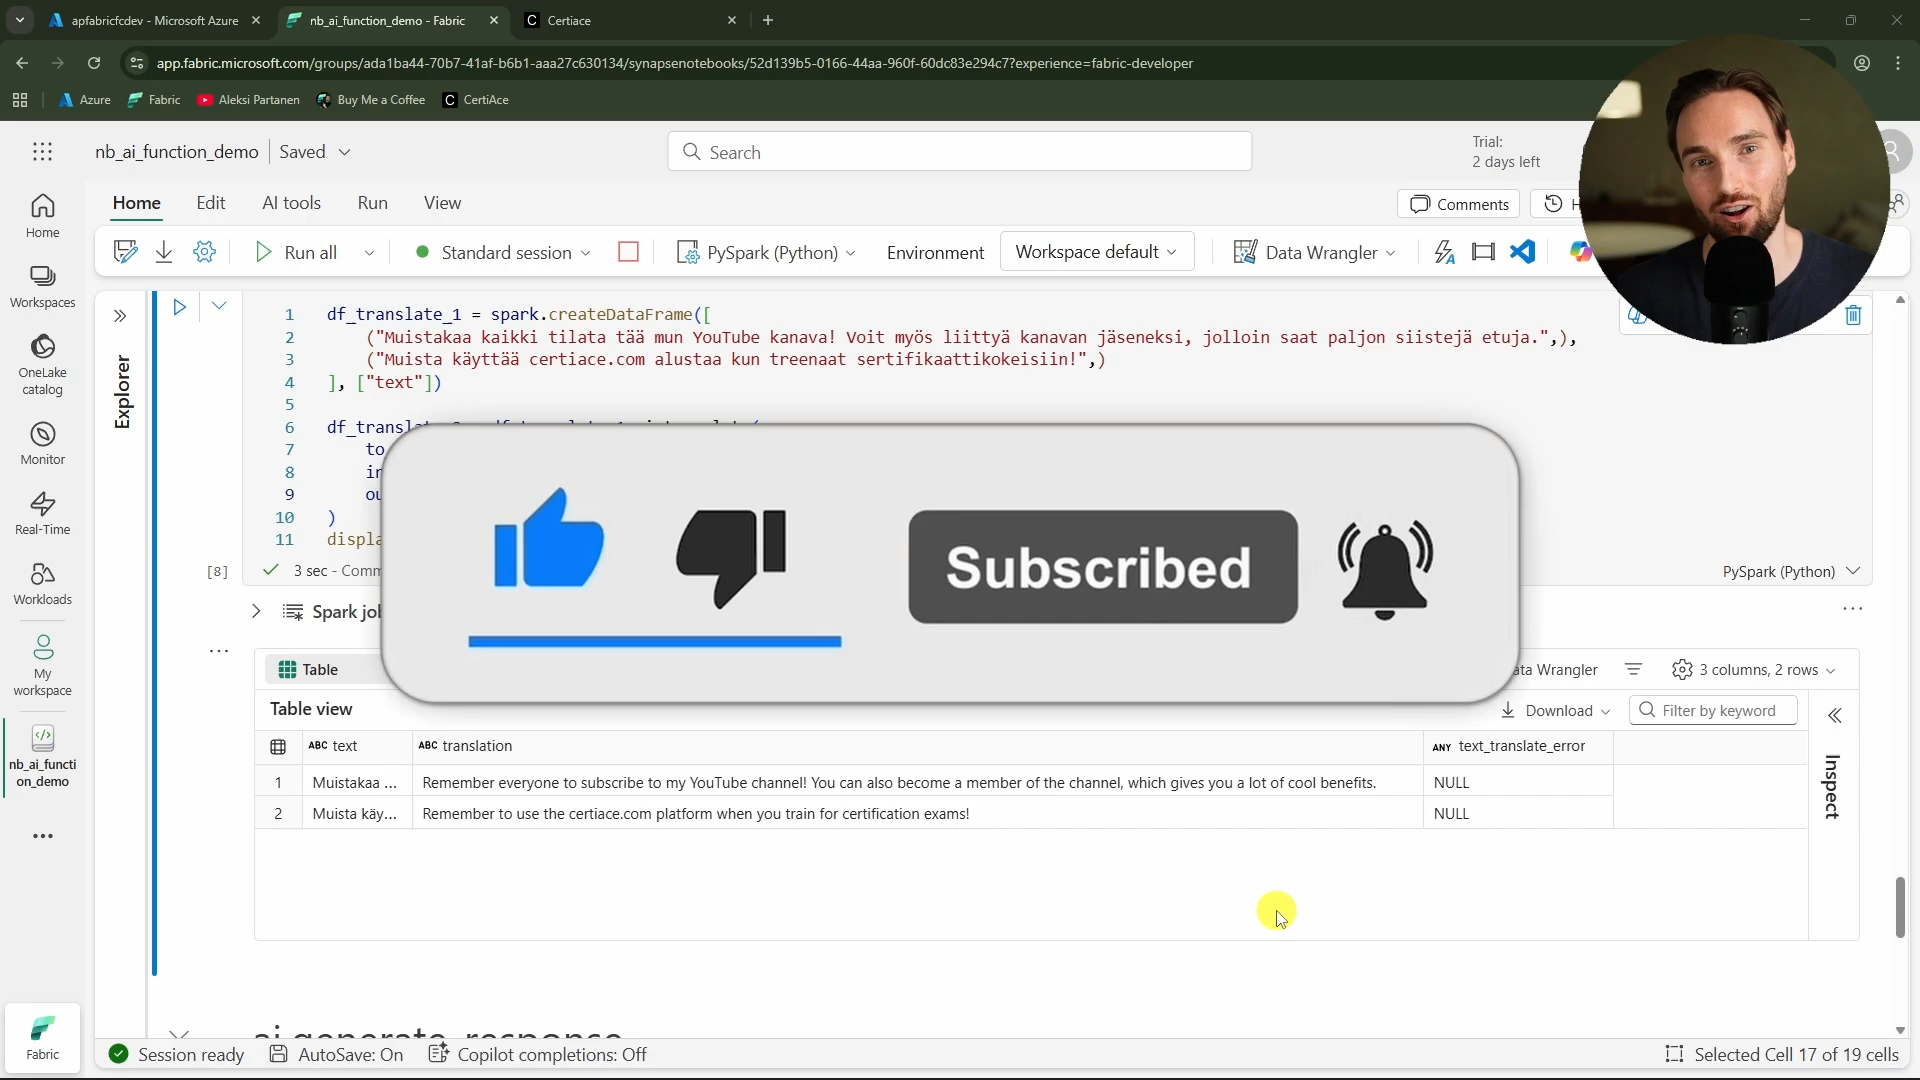 apfabricfcdev - Microsoft Azure
nb_ai_function_demo - Fabric
Certiace
app.fabric.microsoft.com/groups/ada1ba44-70b7-41af-b6b1-aaa27c630134/synapsenotebooks/52d139b5-0166-44aa-960f-60dc83e294c7?experience=fabric-developer
Azure
Fabric
Aleksi Partanen
Buy Me a Coffee
CertiAce
nb_ai_function_demo
Saved
Search
Trial:
2 days left
Home
Edit
AI tools
Run
View
Comments
Run all
Standard session
PySpark (Python)
Environment
Workspace default
Data Wrangler
Home
Workspaces
OneLake
catalog
Monitor
Real-Time
Workloads
My
workspace
nb_ai_functi
on_demo
Fabric
Explorer
1 df_translate_1 = spark.createDataFrame([
2 ("Muistakaa kaikki tilata tää mun YouTube kanava! Voit myös liittyä kanavan jäseneksi, jolloin saat paljon siistejä etuja.",),
3 ("Muista käyttää certiace.com alustaa kun treenaat sertifikaattikokeisiin!",)
4 ], ["text"])
5
6
7 to
8
9
10 )
11
[8]
3 sec
PySpark (Python)
Subscribed
Table
3 columns, 2 rows
Table view
Download
Filter by keyword
ABC text
ABC translation
ANY text_translate_error
1 Muistakaa ... Remember everyone to subscribe to my YouTube channel! You can also become a member of the channel, which gives you a lot of cool benefits. NULL
2 Muista käy... Remember to use the certiace.com platform when you train for certification exams! NULL
Inspect
ai.generate_response
Session ready
AutoSave: On
Copilot completions: Off
Selected Cell 17 of 19 cells